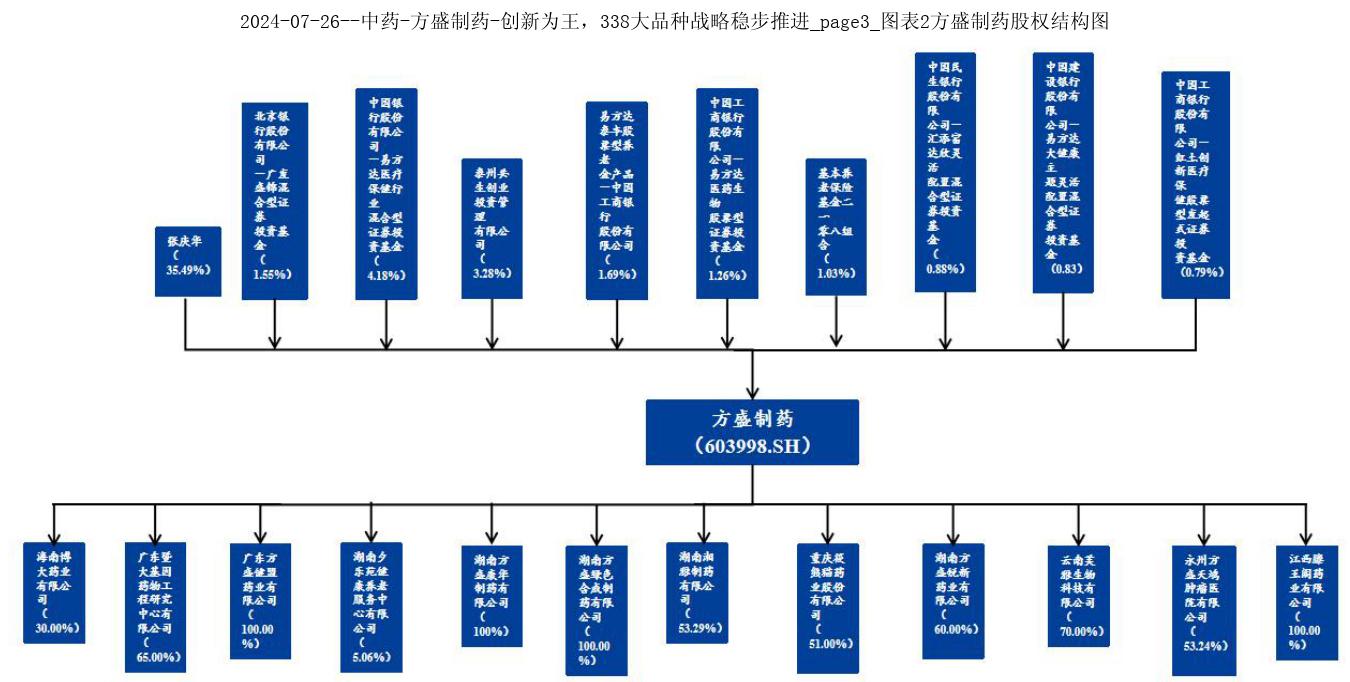 2024-07-26--中药-方盛制药-创新为王，338大品种战略稳步推进_page3_图表2方盛制药股权结构图
张庆华
（
35.49%）
北京银
行股份
有限公
司
—广发
盛锦混
合型证
券
投资基
金
（
1.55%）
中国银
行股份
有限公
司
—易方
达医疗
保健行
业
混合型
证券投
资基金
（
4.18%）
泰州共
生创业
投资管
理
有限公
司
（
3.28%）
易方达
泰丰股
票型养
老
金产品
—中国
工商银
行
股份有
限公司
（
1.69%）
中国工
商银行
股份有
限
公司—
易方达
医药生
物
股票型
证券投
资基金
（
1.26%）
基本养
老保险
基金二
一
零八组
合
（
1.03%）
中国民
生银行
股份有
限
公司—
汇添富
达欣灵
活
配置混
合型证
券投资
基
金
（
0.88%）
中国建
设银行
股份有
限
公司—
易方达
大健康
主
题灵活
配置混
合型证
券
投资基
金
（0.83）
中国工
商银行
股份有
限
公司—
红土创
新医疗
保
健股票
型发起
式证券
投
资基金
（0.79%）
方盛制药
（603998.SH）
海南博
大药业
有限公
司
（
30.00%）
广东暨
大基因
药物工
程研究
中心有
限公司
（
65.00%）
广东方
盛健盟
药业有
限公司
（
100.00
%）
湖南夕
乐苑健
康养老
服务中
心有限
公司
（
5.06%）
湖南方
盛康华
制药有
限公司
（
100%）
湖南方
盛绿色
合成制
药有限
公司
（
100.00
%）
湖南湘
雅制药
有限公
司
（
53.29%）
重庆筱
熊猫药
业股份
有限公
司
（
51.00%）
湖南方
盛锐新
药业有
限公司
（
60.00%）
云南芙
雅生物
科技有
限公司
（
70.00%）
永州方
盛天鸿
肿瘤医
院有限
公司
（
53.24%）
江西滕
王阁药
业有限
公司
（
100.00
%）